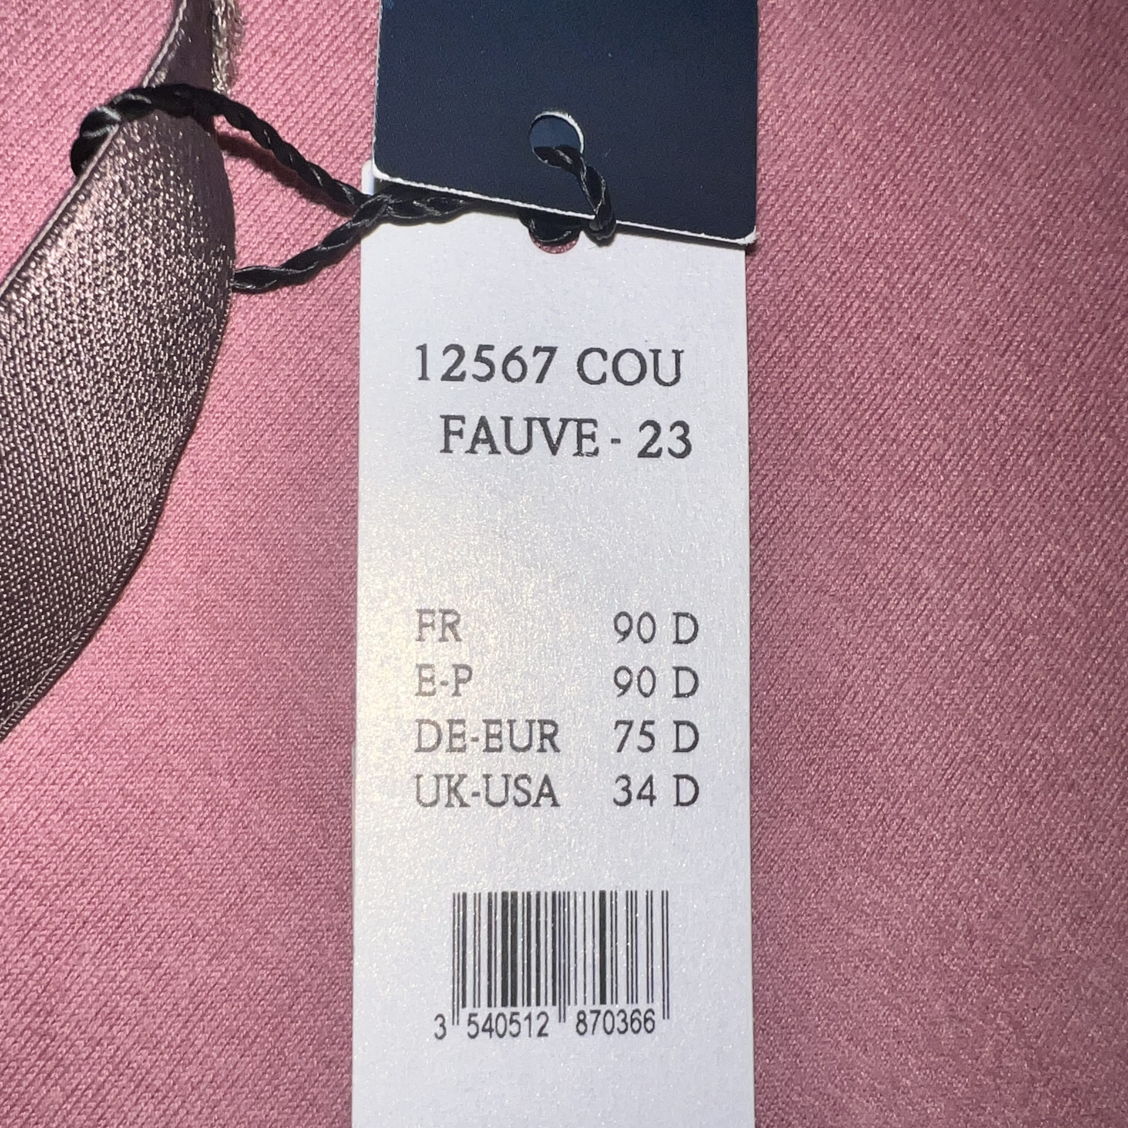 12567 COU
FAUVE - 23
FR 90 D
E-P 90 D
DE-EUR 75 D
UK-USA 34 D
3 540512 870366